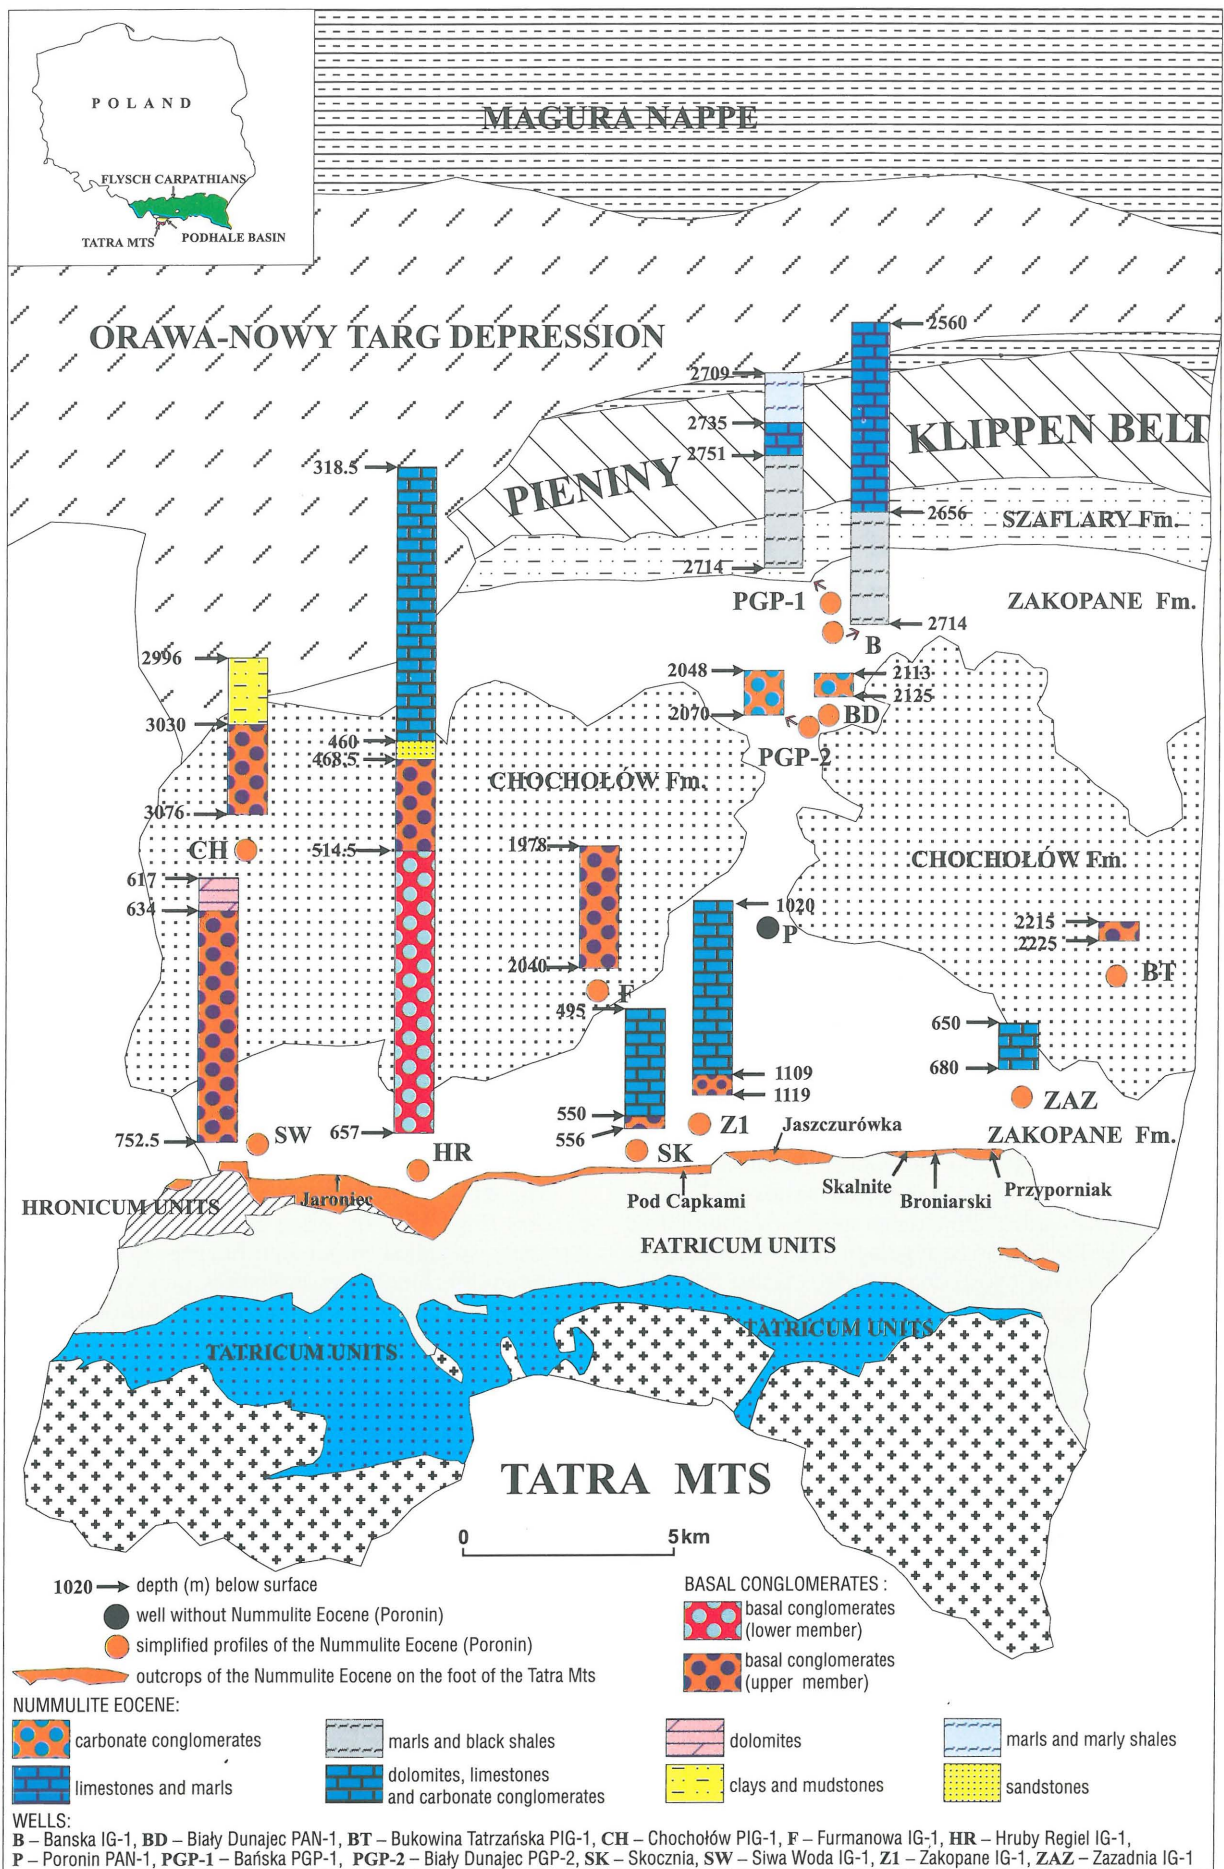 POLAND
FLYSCH CARPATHIANS
TATRA MTS
PODHALE BASIN
MAGURA NAPPE
ORAWA-NOWY TARG DEPRESSION
2560
2709
2735
2751
KLIPPEN BELT
PIENINY
318.5
2656
SZAFLARY Fm.
2714
PGP-1
ZAKOPANE Fm.
2714
B
2996
2048
2113
2125
2070
BD
3030
460
468.5
PGP-2
CHOCHOŁÓW Fm.
3076
CH
514.5
1978
CHOCHOŁÓW Fm.
617
634
1020
P
2215
2225
2040
BT
F
495
650
680
1109
1119
ZAZ
550
556
Z1
Jaszczurówka
752.5
SW
657
HR
SK
ZAKOPANE Fm.
HRONICUM UNITS
Jaroniec
Pod Capkami
Skalnite
Broniarski
Przyporniak
FATRICUM UNITS
TATRICUM UNITS
TATRICUM UNITS
TATRA MTS
0 5km
1020 depth (m) below surface
well without Nummulite Eocene (Poronin)
simplified profiles of the Nummulite Eocene (Poronin)
outcrops of the Nummulite Eocene on the foot of the Tatra Mts
BASAL CONGLOMERATES :
basal conglomerates
(lower member)
basal conglomerates
(upper member)
NUMMULITE EOCENE:
carbonate conglomerates
marls and black shales
dolomites
marls and marly shales
limestones and marls
dolomites, limestones
and carbonate conglomerates
clays and mudstones
sandstones
WELLS:
B – Banska IG-1, BD – Biały Dunajec PAN-1, BT – Bukowina Tatrzańska PIG-1, CH – Chochołów PIG-1, F – Furmanowa IG-1, HR – Hruby Regiel IG-1,
P – Poronin PAN-1, PGP-1 – Bańska PGP-1, PGP-2 – Biały Dunajec PGP-2, SK – Skocznia, SW – Siwa Woda IG-1, Z1 – Zakopane IG-1, ZAZ – Zazadnia IG-1